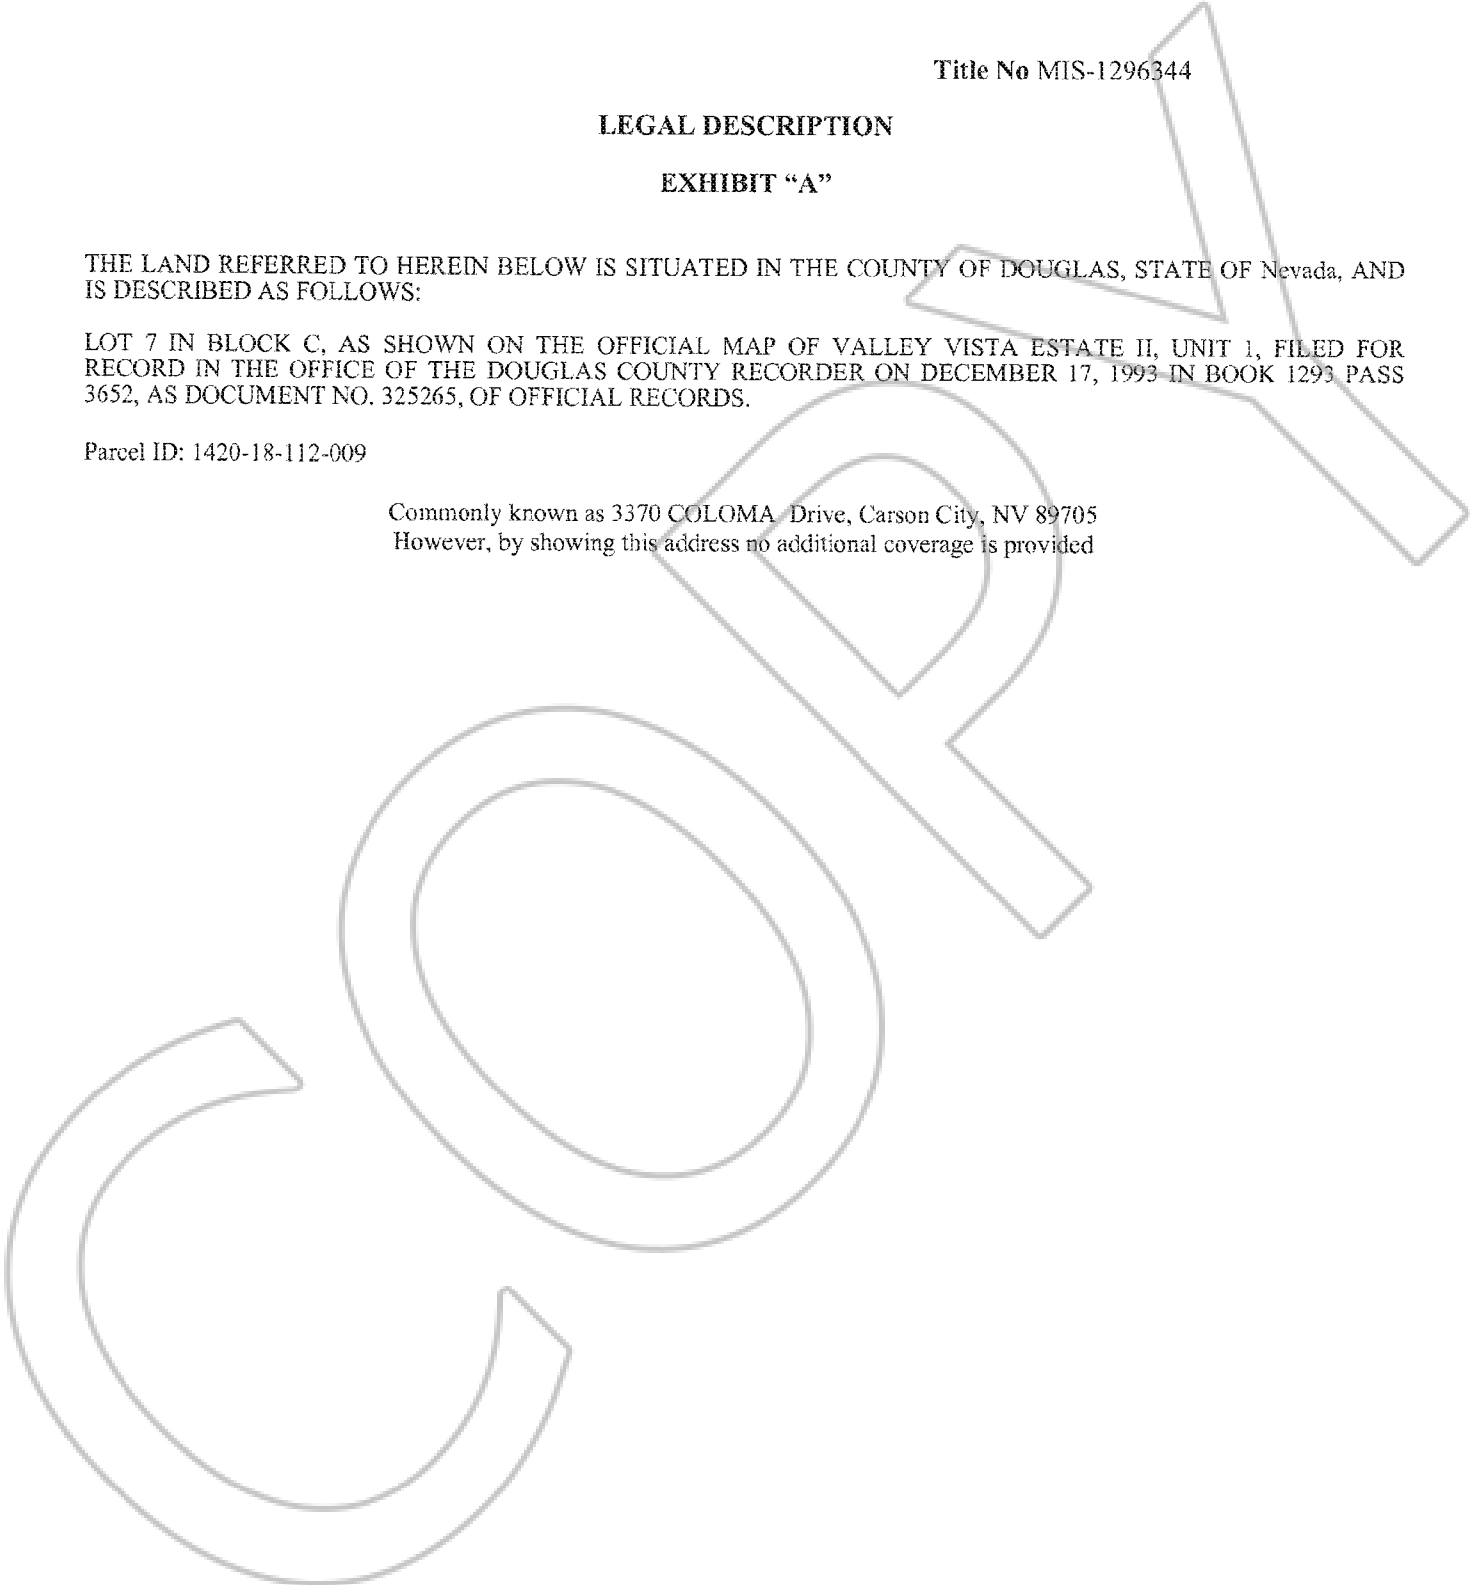 Title No MIS-1296344
LEGAL DESCRIPTION
EXHIBIT “A”
THE LAND REFERRED TO HEREIN BELOW IS SITUATED IN THE COUNTY OF DOUGLAS, STATE OF Nevada, AND
IS DESCRIBED AS FOLLOWS:
LOT 7 IN BLOCK C, AS SHOWN ON THE OFFICIAL MAP OF VALLEY VISTA ESTATE II, UNIT 1, FILED FOR
RECORD IN THE OFFICE OF THE DOUGLAS COUNTY RECORDER ON DECEMBER 17, 1993 IN BOOK 1293 PASS
3652, AS DOCUMENT NO. 325265, OF OFFICIAL RECORDS.
Parcel ID: 1420-18-112-009
Commonly known as 3370 COLOMA Drive, Carson City, NV 89705
However, by showing this address no additional coverage is provided
COPY